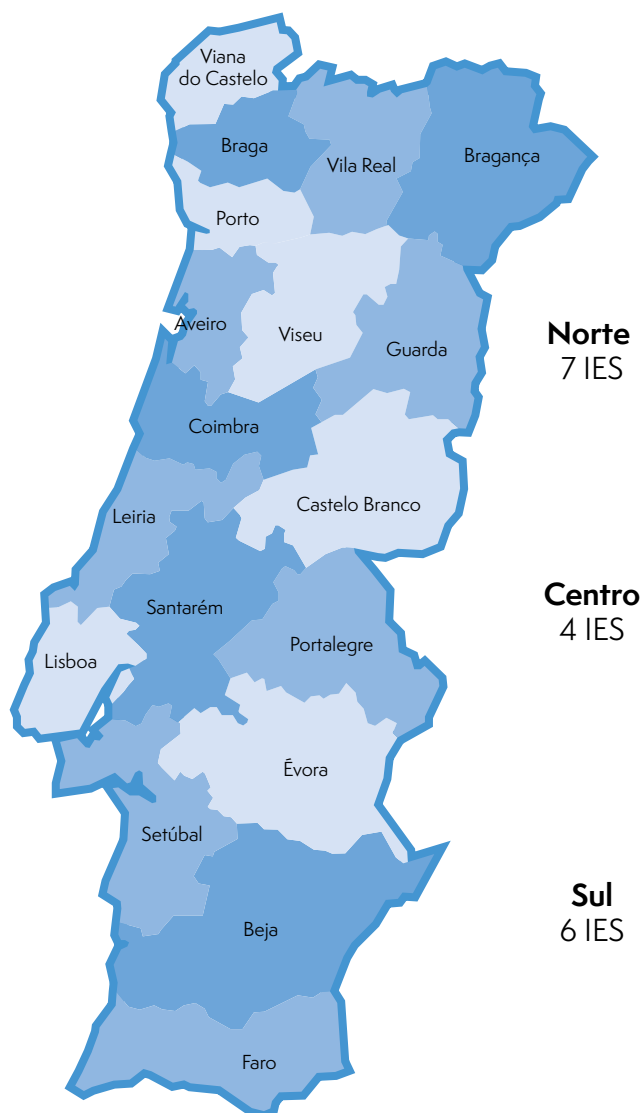 Viana
do Castelo
Braga
Vila Real
Bragança
Porto
Aveiro
Viseu
Guarda
Norte
7 IES
Coimbra
Castelo Branco
Leiria
Santarém
Centro
4 IES
Portalegre
Lisboa
Évora
Setúbal
Sul
6 IES
Beja
Faro